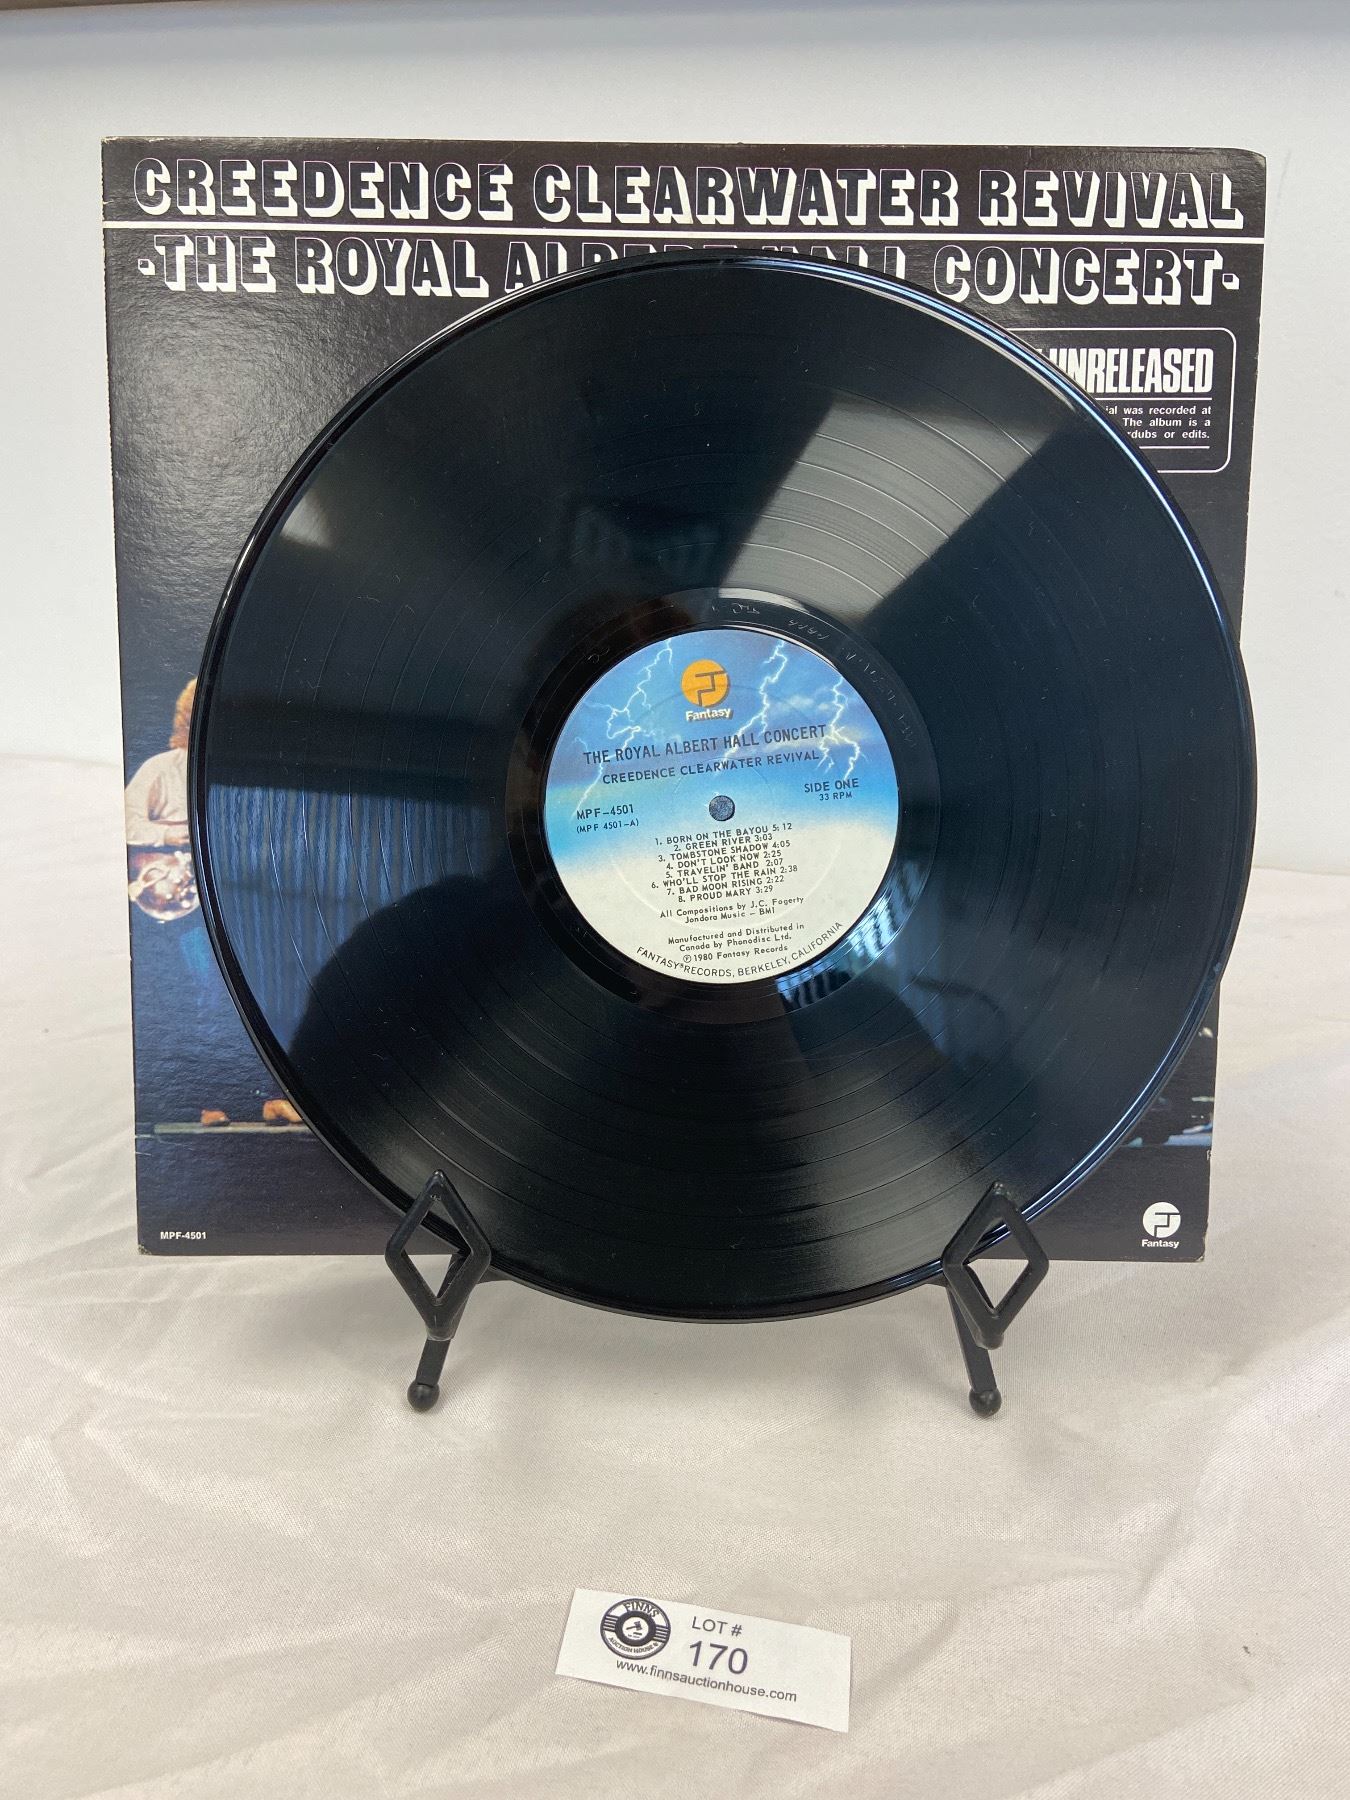 CREEDENCE CLEARWATER REVIVAL
-THE ROYAL ALBERT HALL CONCERT-
UNRELEASED
ial was recorded at
The album is a
rdubs or edits.
Fantasy
THE ROYAL ALBERT HALL CONCERT
CREEDENCE CLEARWATER REVIVAL
SIDE ONE
33 RPM
MPF-4501
(MPF 4501-A)
1. BORN ON THE BAYOU 5:12
2. GREEN RIVER 3:03
3. TOMBSTONE SHADOW 4:05
4. DON'T LOOK NOW 2:25
5. TRAVELIN' BAND 2:07
6. WHO'LL STOP THE RAIN 2:38
7. BAD MOON RISING 2:22
8. PROUD MARY 3:29
All Compositions by J.C. Fogerty
Jondora Music - BMI
Manufactured and Distributed in
Canada by Phonodisc Ltd.
℗ 1980 Fantasy Records
FANTASY® RECORDS, BERKELEY, CALIFORNIA
MPF-4501
Fantasy
FINNS
AUCTION HOUSE
LOT #
170
www.finnsauctionhouse.com